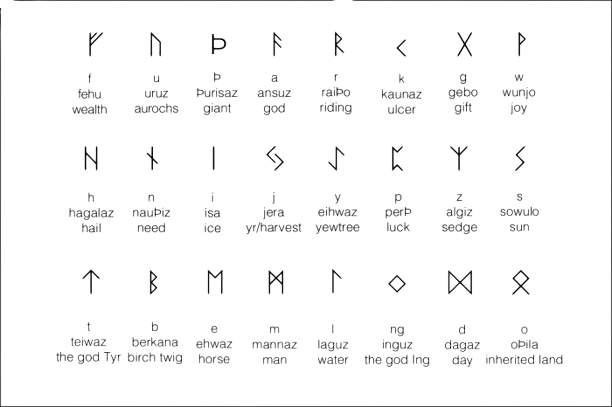 ᚠ ᚢ ᚦ ᚨ ᚱ ᚲ ᚷ ᚹ
f u Þ a r k g w
fehu uruz Þurisaz ansuz raiÞo kaunaz gebo wunjo
wealth aurochs giant god riding ulcer gift joy
ᚺ ᚾ ᛁ ᛃ ᛇ ᛈ ᛉ ᛊ
h n i j y p z s
hagalaz nauÞiz isa jera eihwaz perÞ algiz sowulo
hail need ice yr/harvest yewtree luck sedge sun
ᛏ ᛒ ᛖ ᛗ ᛚ ᛜ ᛞ ᛟ
t b e m l ng d o
teiwaz berkana ehwaz mannaz laguz inguz dagaz oÞila
the god Tyr birch twig horse man water the god Ing day inherited land